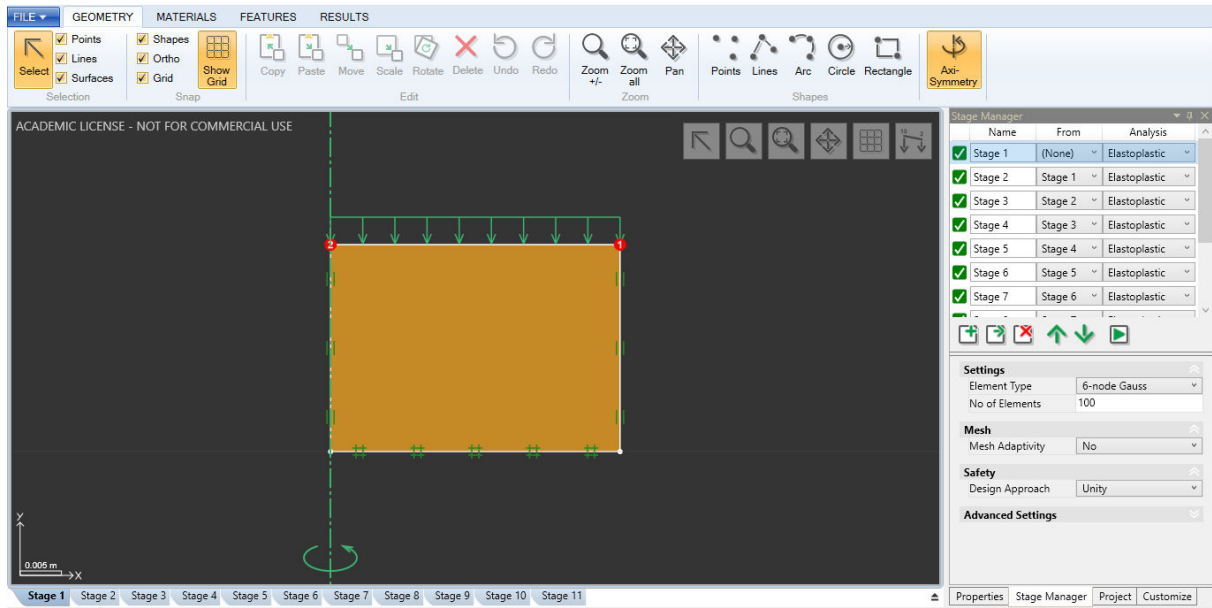 FILE GEOMETRY MATERIALS FEATURES RESULTS
Select
Points
Lines
Surfaces
Selection
Shapes
Ortho
Grid
Show Grid
Snap
Copy Paste Move Scale Rotate Delete Undo Redo
Edit
Zoom +/- Zoom all Pan
Zoom
Points Lines Arc Circle Rectangle
Shapes
Axi-Symmetry
ACADEMIC LICENSE - NOT FOR COMMERCIAL USE
2 1
Y
0.005 m
X
Stage 1 Stage 2 Stage 3 Stage 4 Stage 5 Stage 6 Stage 7 Stage 8 Stage 9 Stage 10 Stage 11
Stage Manager
Name From Analysis
Stage 1 (None) Elastoplastic
Stage 2 Stage 1 Elastoplastic
Stage 3 Stage 2 Elastoplastic
Stage 4 Stage 3 Elastoplastic
Stage 5 Stage 4 Elastoplastic
Stage 6 Stage 5 Elastoplastic
Stage 7 Stage 6 Elastoplastic
Settings
Element Type 6-node Gauss
No of Elements 100
Mesh
Mesh Adaptivity No
Safety
Design Approach Unity
Advanced Settings
Properties Stage Manager Project Customize